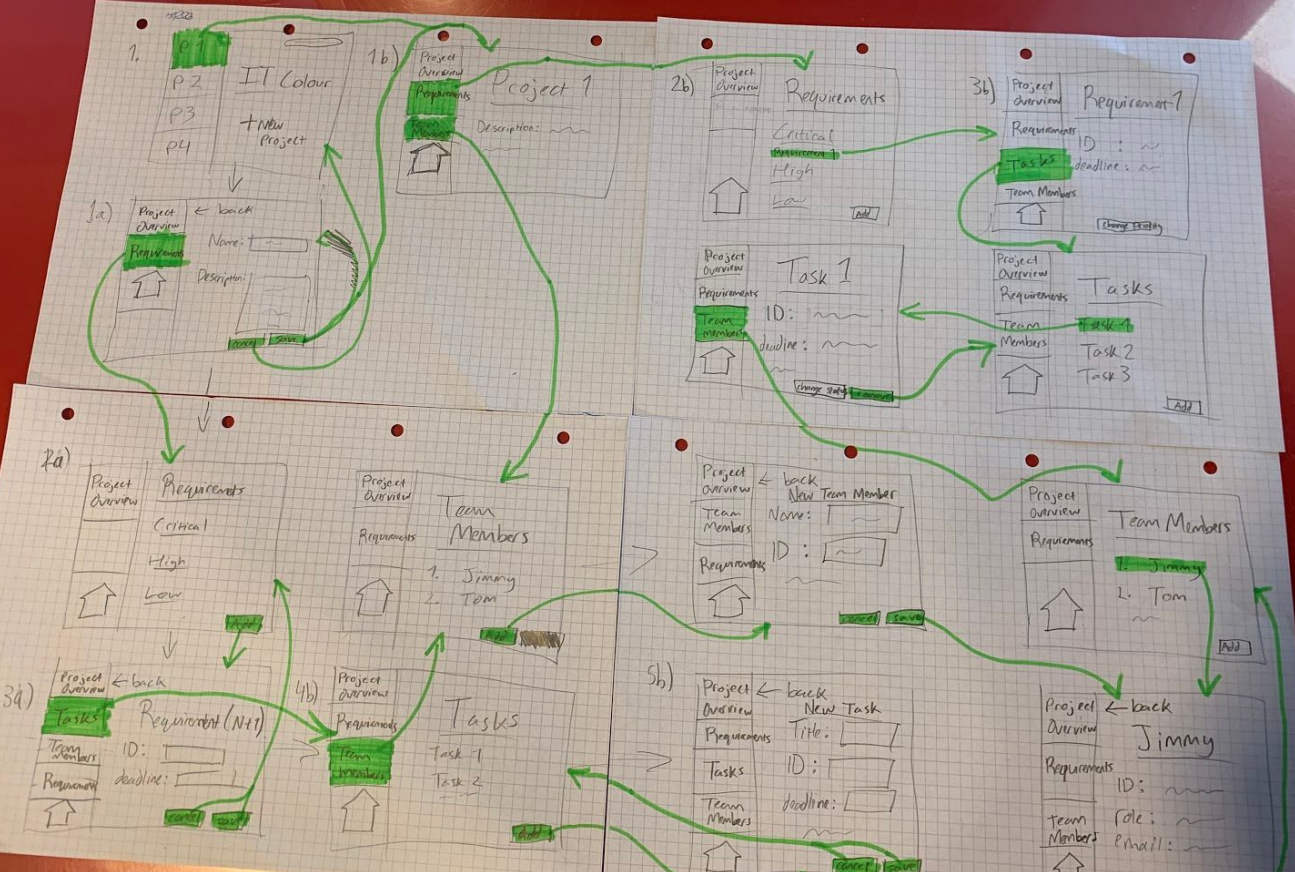 1.
P1
P2
P3
P4
IT Colour
+ New
Project
1b)
Project
Overview
Requirements
Team
Members
Project 1
Description:
1a)
Project
Overview
Requirements
← back
Name:
Description:
cancel
save
2b)
Project
Overview
Requirements
Critical
Requirement 1
High
Low
Add
3b)
Project
Overview
Requirements
Tasks
Team Members
Requirement 1
ID :
deadline :
change priority
Project
Overview
Requirements
Team
Members
Task 1
ID:
deadline:
change status
remove
Project
Overview
Requirements
Team
Members
Tasks
Task 1
Task 2
Task 3
Add
2a)
Project
Overview
Requirements
Critical
High
Low
Add
Project
Overview
Requirements
Team
Members
1. Jimmy
2. Tom
Add
Project
Overview
Team
Members
Requirements
← back
New Team Member
Name:
ID :
cancel
save
Project
Overview
Requirements
Team Members
1. Jimmy
2. Tom
Add
3a)
Project
Overview
Tasks
Team
Members
Requirement
← back
Requirement (N+1)
ID:
deadline:
cancel
save
4b)
Project
Overview
Requirements
Team
Members
Tasks
Task 1
Task 2
Add
5b)
Project
Overview
Requirements
Tasks
Team
Members
← back
New Task
Title:
ID:
deadline:
cancel
save
Project
Overview
Requirements
Team
Members
← back
Jimmy
ID:
role:
email: